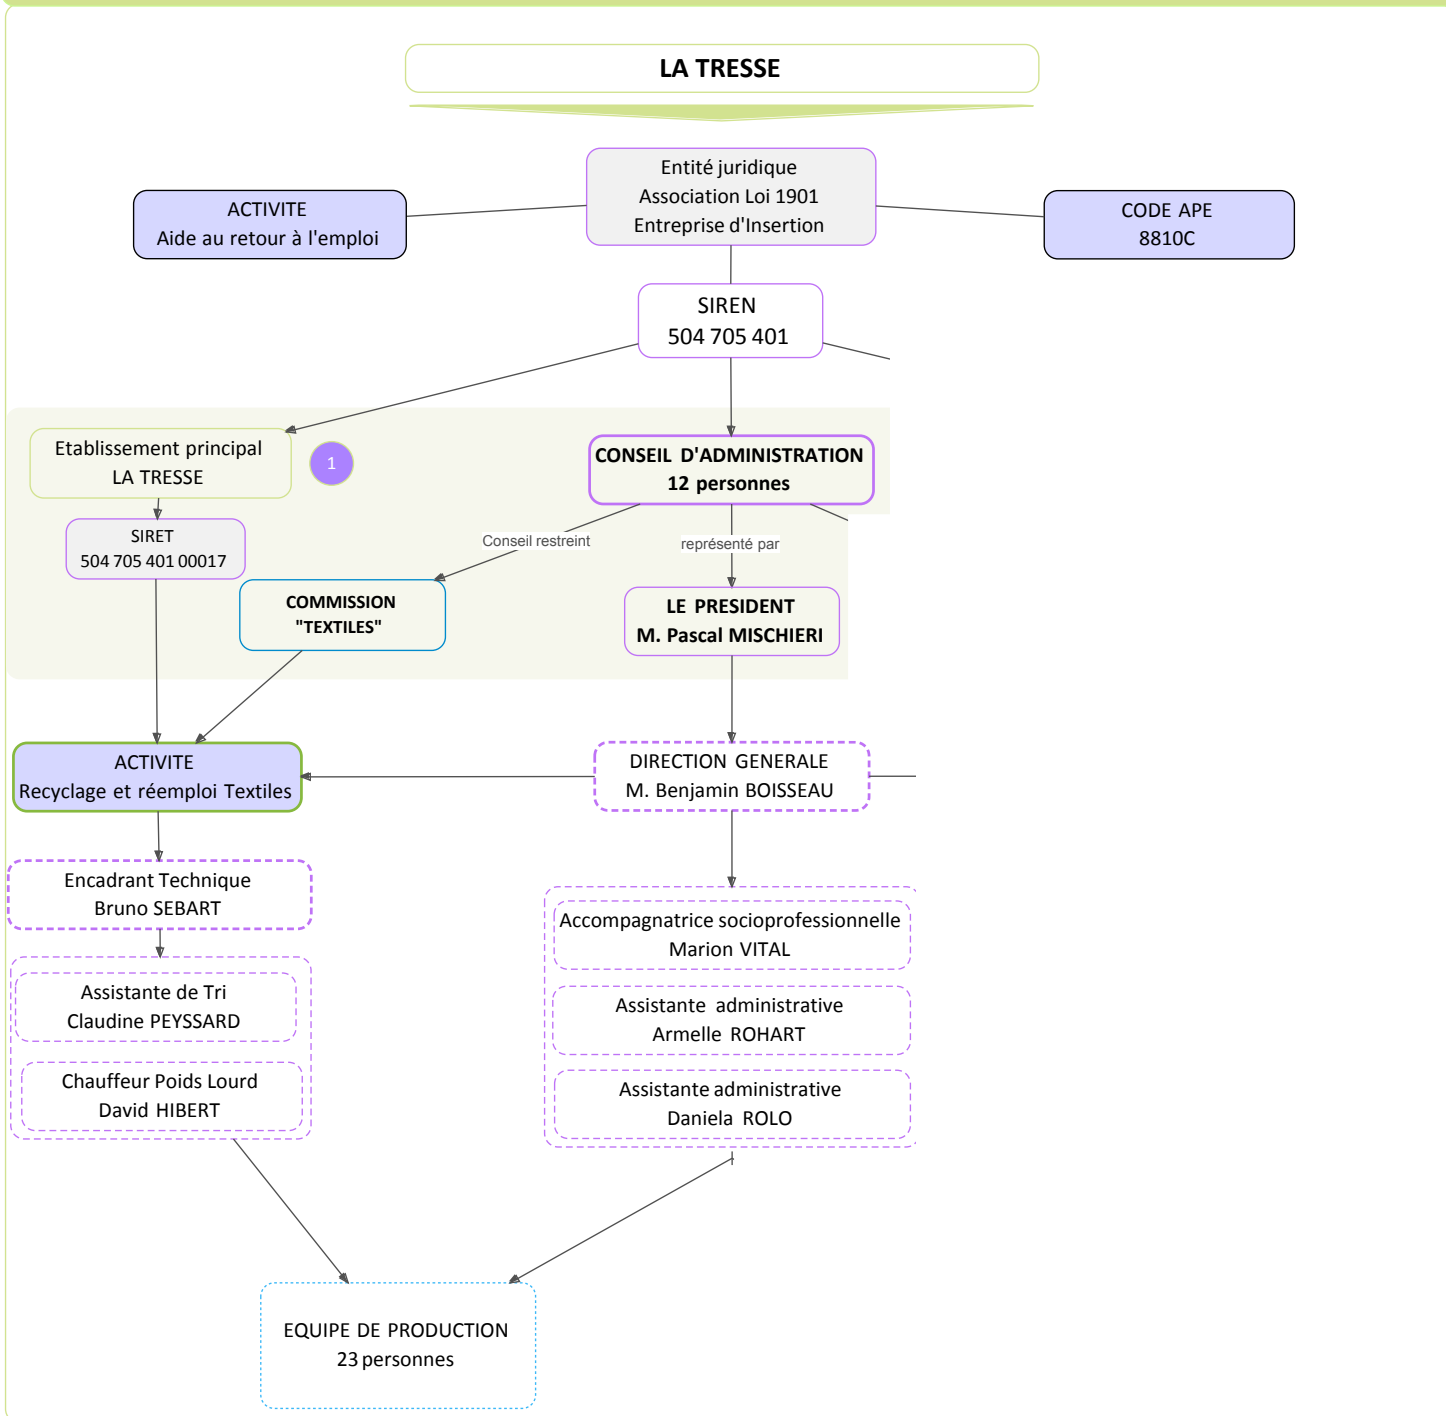 LA TRESSE
Entité juridique
Association Loi 1901
Entreprise d'Insertion
ACTIVITE
Aide au retour à l'emploi
CODE APE
8810C
SIREN
504 705 401
Etablissement principal
LA TRESSE
1
CONSEIL D'ADMINISTRATION
12 personnes
SIRET
504 705 401 00017
Conseil restreint
représenté par
COMMISSION
"TEXTILES"
LE PRESIDENT
M. Pascal MISCHIERI
ACTIVITE
Recyclage et réemploi Textiles
DIRECTION GENERALE
M. Benjamin BOISSEAU
Encadrant Technique
Bruno SEBART
Accompagnatrice socioprofessionnelle
Marion VITAL
Assistante de Tri
Claudine PEYSSARD
Assistante administrative
Armelle ROHART
Chauffeur Poids Lourd
David HIBERT
Assistante administrative
Daniela ROLO
EQUIPE DE PRODUCTION
23 personnes